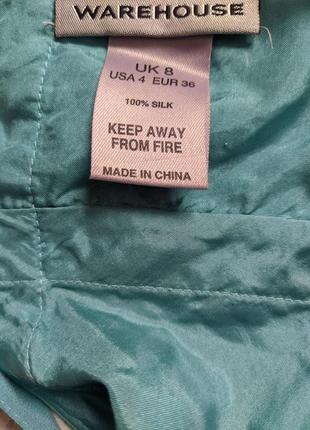 WAREHOUSE
UK 8
USA 4 EUR 36
100% SILK
KEEP AWAY
FROM FIRE
MADE IN CHINA